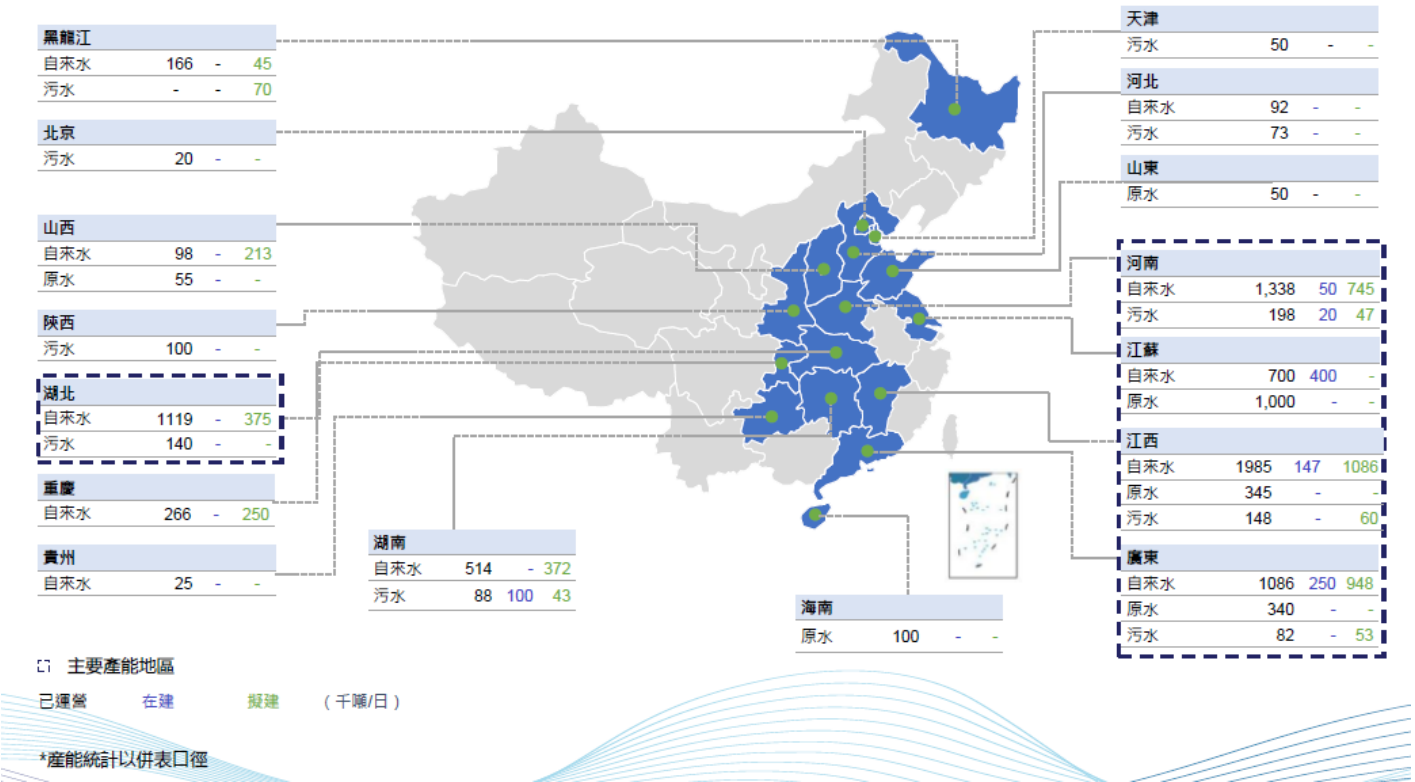 黑龍江
自來水 166 - 45
污水 - - 70
北京
污水 20 - -
山西
自來水 98 - 213
原水 55 - -
陝西
污水 100 - -
湖北
自來水 1119 - 375
污水 140 - -
重慶
自來水 266 - 250
貴州
自來水 25 - -
湖南
自來水 514 - 372
污水 88 100 43
海南
原水 100 - -
天津
污水 50 - -
河北
自來水 92 - -
污水 73 - -
山東
原水 50 - -
河南
自來水 1,338 50 745
污水 198 20 47
江蘇
自來水 700 400 -
原水 1,000 - -
江西
自來水 1985 147 1086
原水 345 - -
污水 148 - 60
廣東
自來水 1086 250 948
原水 340 - -
污水 82 - 53
主要產能地區
已運營 在建 擬建 (千噸/日)
*產能統計以併表口徑